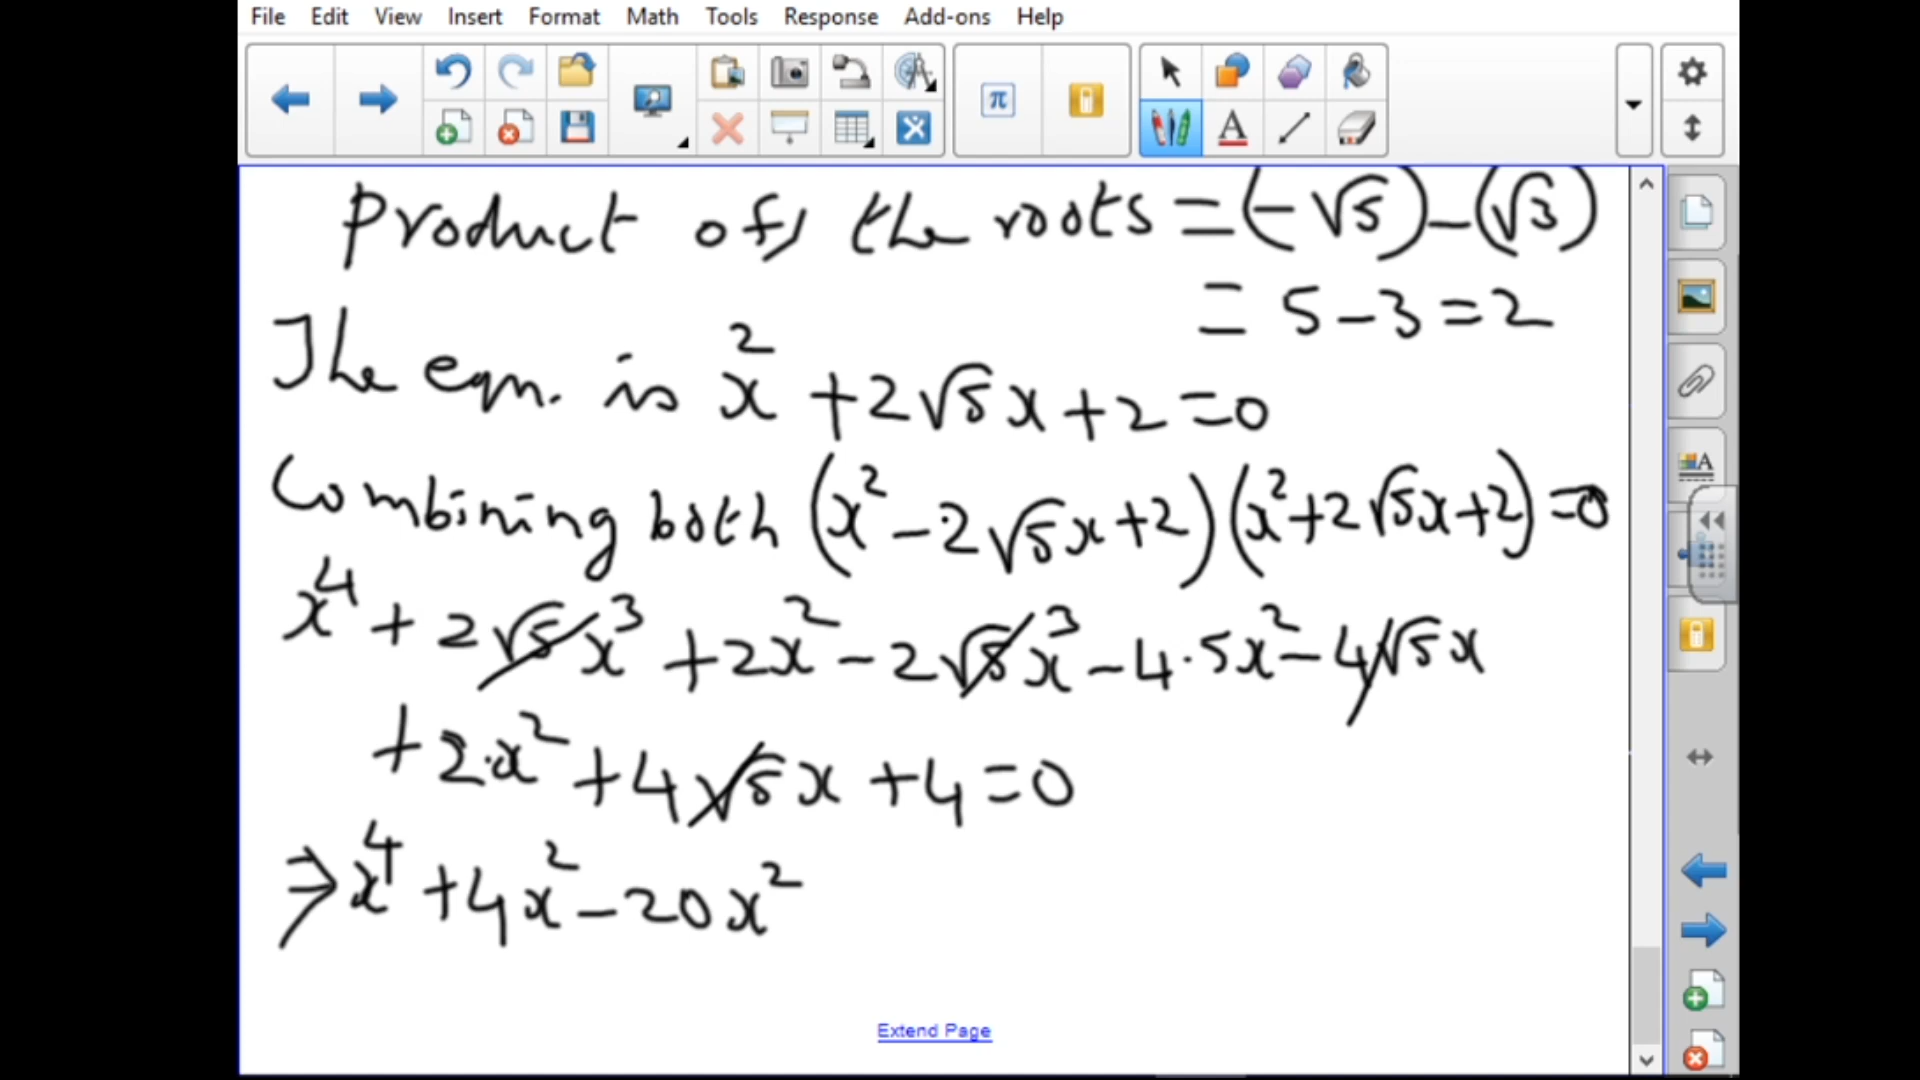 File Edit View Insert Format Math Tools Response Add-ons Help
Product of the roots = (-√5) - (√3)
= 5 - 3 = 2
The eqn. is x² + 2√5x + 2 = 0
Combining both (x² - 2√5x + 2)(x² + 2√5x + 2) = 0
x⁴ + 2√5x³ + 2x² - 2√5x³ - 4·5x² - 4√5x
+ 2·x² + 4√5x + 4 = 0
⇒ x⁴ + 4x² - 20x²
Extend Page